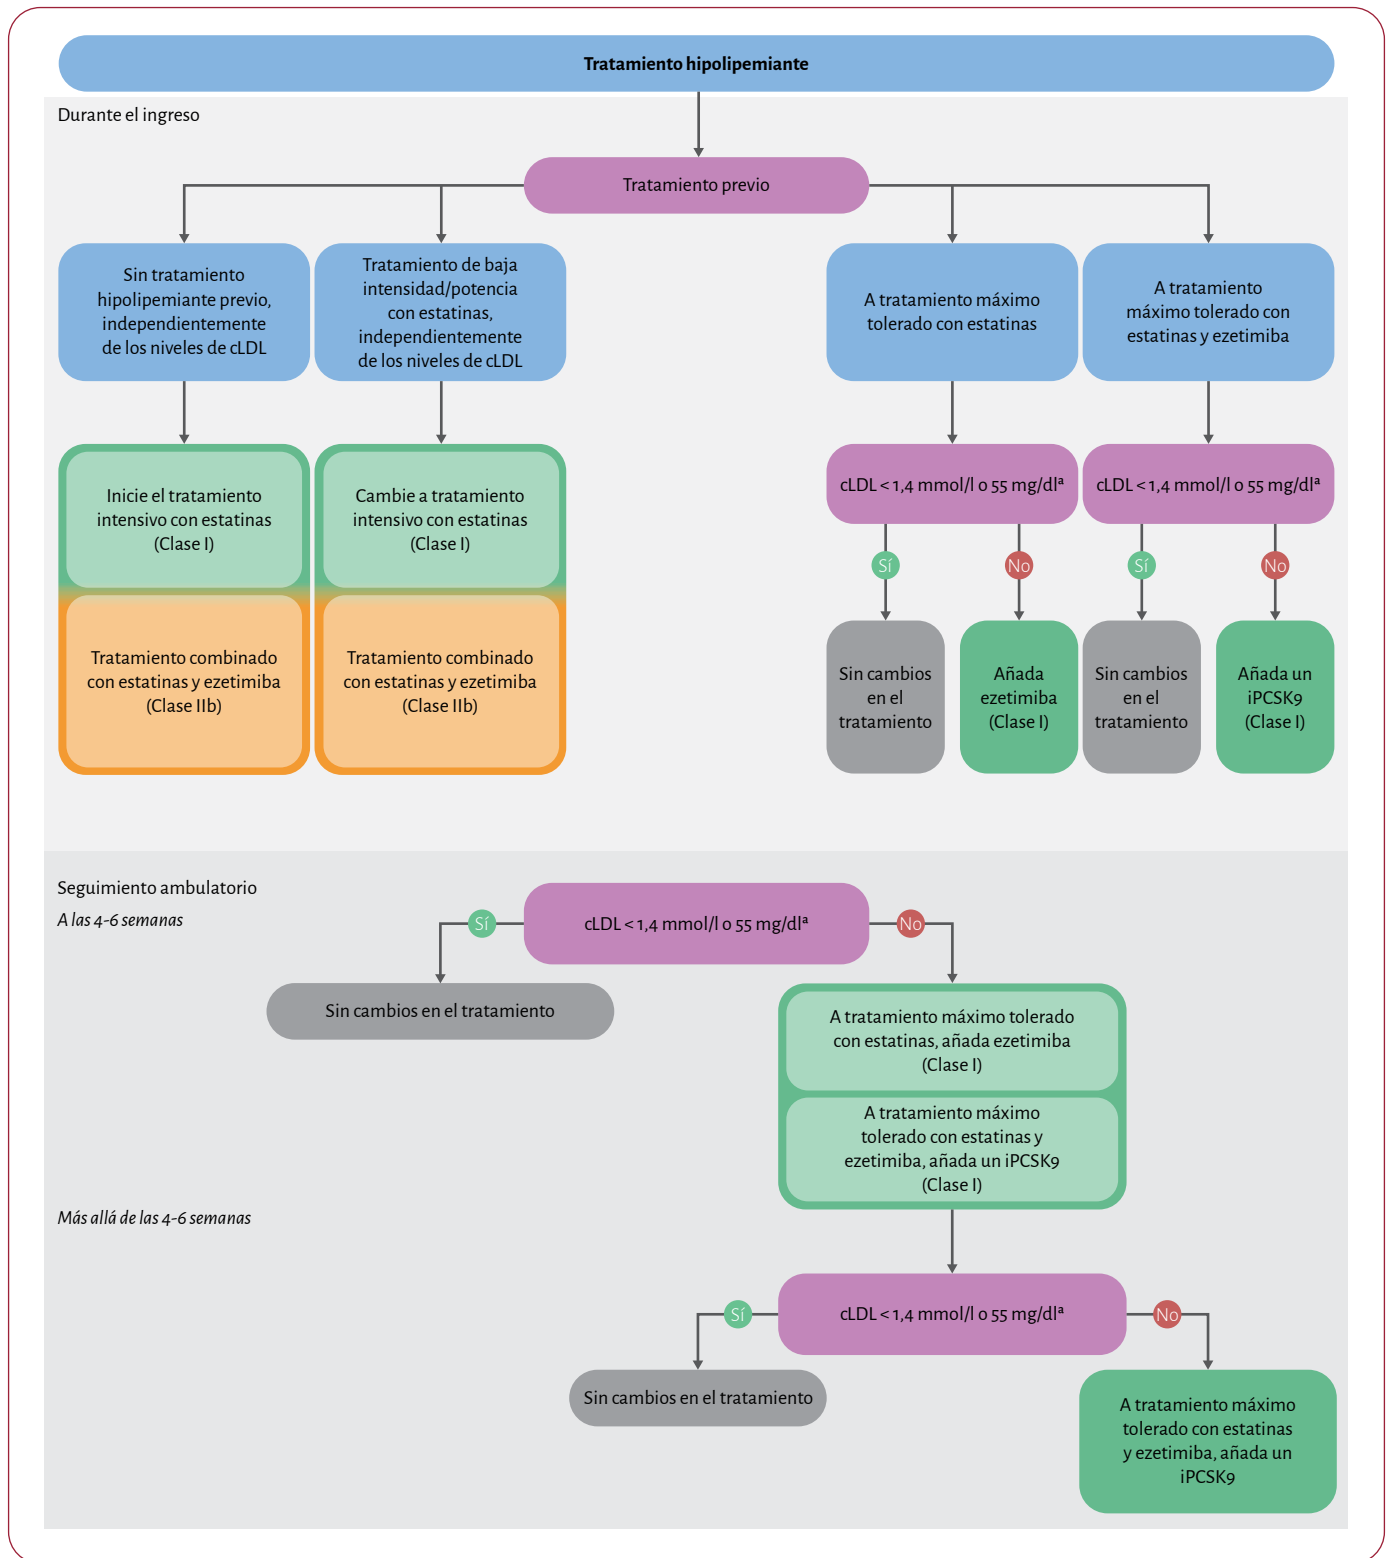 Tratamiento hipolipemiante
Durante el ingreso
Tratamiento previo
Sin tratamiento
hipolipemiante previo,
independientemente
de los niveles de cLDL
Tratamiento de baja
intensidad/potencia
con estatinas,
independientemente
de los niveles de cLDL
A tratamiento máximo
tolerado con estatinas
A tratamiento
máximo tolerado con
estatinas y ezetimiba
Inicie el tratamiento
intensivo con estatinas
(Clase I)
Tratamiento combinado
con estatinas y ezetimiba
(Clase IIb)
Cambie a tratamiento
intensivo con estatinas
(Clase I)
Tratamiento combinado
con estatinas y ezetimiba
(Clase IIb)
cLDL < 1,4 mmol/l o 55 mg/dlª
Sí
No
Sin cambios
en el
tratamiento
Añada
ezetimiba
(Clase I)
cLDL < 1,4 mmol/l o 55 mg/dlª
Sí
No
Sin cambios
en el
tratamiento
Añada un
iPCSK9
(Clase I)
Seguimiento ambulatorio
A las 4-6 semanas
cLDL < 1,4 mmol/l o 55 mg/dlª
Sí
No
Sin cambios en el tratamiento
A tratamiento máximo tolerado
con estatinas, añada ezetimiba
(Clase I)
A tratamiento máximo
tolerado con estatinas y
ezetimiba, añada un iPCSK9
(Clase I)
Más allá de las 4-6 semanas
cLDL < 1,4 mmol/l o 55 mg/dlª
Sí
No
Sin cambios en el tratamiento
A tratamiento máximo
tolerado con estatinas
y ezetimiba, añada un
iPCSK9